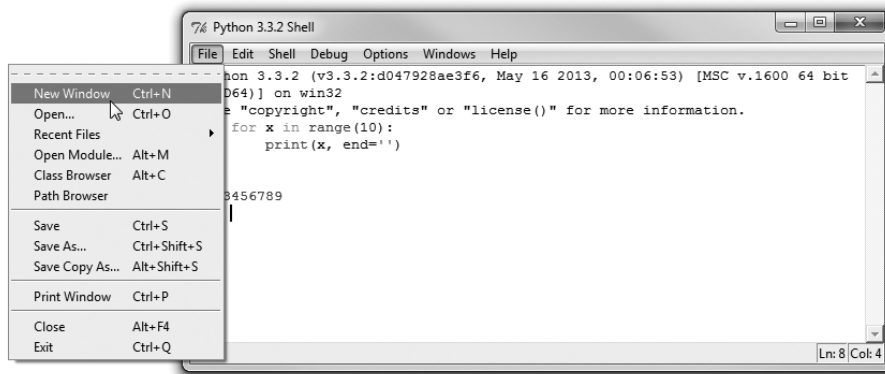 Python 3.3.2 Shell
File Edit Shell Debug Options Windows Help
hon 3.3.2 (v3.3.2:d047928ae3f6, May 16 2013, 00:06:53) [MSC v.1600 64 bit
D64)] on win32
e "copyright", "credits" or "license()" for more information.
for x in range(10):
print(x, end='')
3456789
New Window Ctrl+N
Open... Ctrl+O
Recent Files
Open Module... Alt+M
Class Browser Alt+C
Path Browser
Save Ctrl+S
Save As... Ctrl+Shift+S
Save Copy As... Alt+Shift+S
Print Window Ctrl+P
Close Alt+F4
Exit Ctrl+Q
Ln: 8 Col: 4